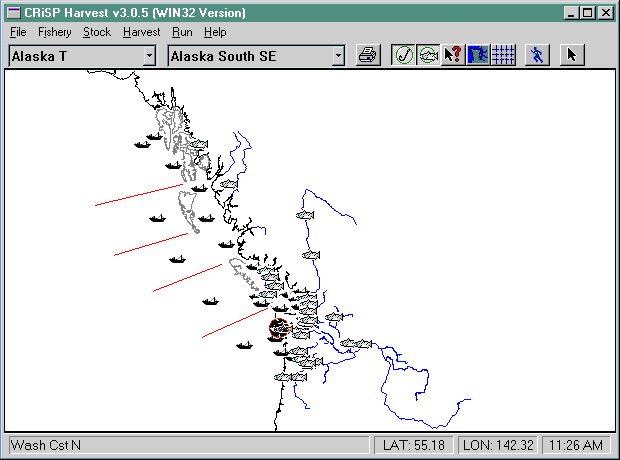 CRiSP Harvest v3.0.5 (WIN32 Version)
File Fishery Stock Harvest Run Help
Alaska T Alaska South SE
Wash Cst N LAT: 55.18 LON: 142.32 11:26 AM